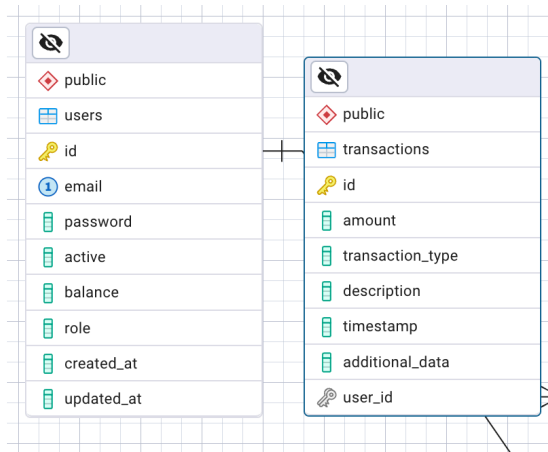 public
users
id
1 email
password
active
balance
role
created_at
updated_at
public
transactions
id
amount
transaction_type
description
timestamp
additional_data
user_id